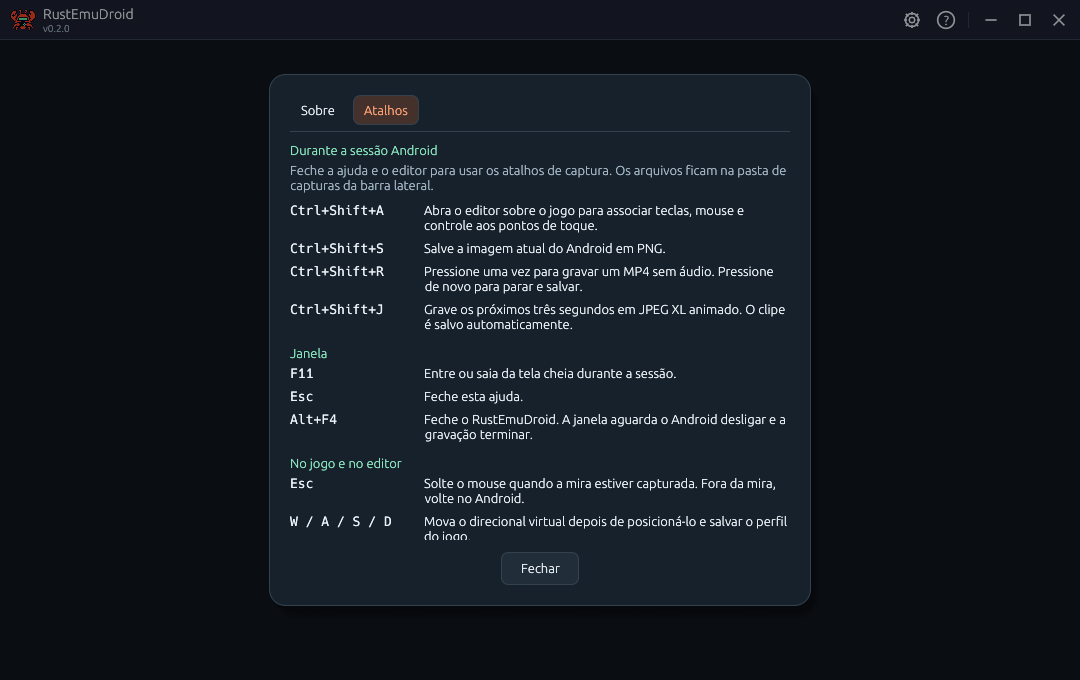 RustEmuDroid
v0.2.0
?
Sobre
Atalhos
Durante a sessão Android
Feche a ajuda e o editor para usar os atalhos de captura. Os arquivos ficam na pasta de
capturas da barra lateral.
Ctrl+Shift+A
Abra o editor sobre o jogo para associar teclas, mouse e
controle aos pontos de toque.
Ctrl+Shift+S
Salve a imagem atual do Android em PNG.
Ctrl+Shift+R
Pressione uma vez para gravar um MP4 sem áudio. Pressione
de novo para parar e salvar.
Ctrl+Shift+J
Grave os próximos três segundos em JPEG XL animado. O clipe
é salvo automaticamente.
Janela
F11
Entre ou saia da tela cheia durante a sessão.
Esc
Feche esta ajuda.
Alt+F4
Feche o RustEmuDroid. A janela aguarda o Android desligar e a
gravação terminar.
No jogo e no editor
Esc
Solte o mouse quando a mira estiver capturada. Fora da mira,
volte no Android.
W / A / S / D
Mova o direcional virtual depois de posicioná-lo e salvar o perfil
do jogo.
Fechar